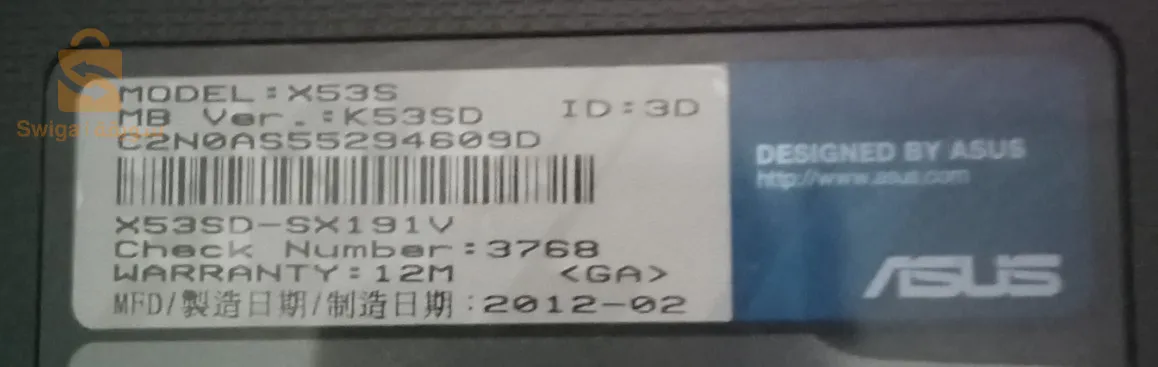 MODEL:X53S
MB Ver.:K53SD
ID:3D
C2N0AS55294609D
X53SD-SX191V
Check Number:3768
WARRANTY:12M <GA>
MFD/製造日期/制造日期:2012-02
DESIGNED BY ASUS
http://www.asus.com
ASUS